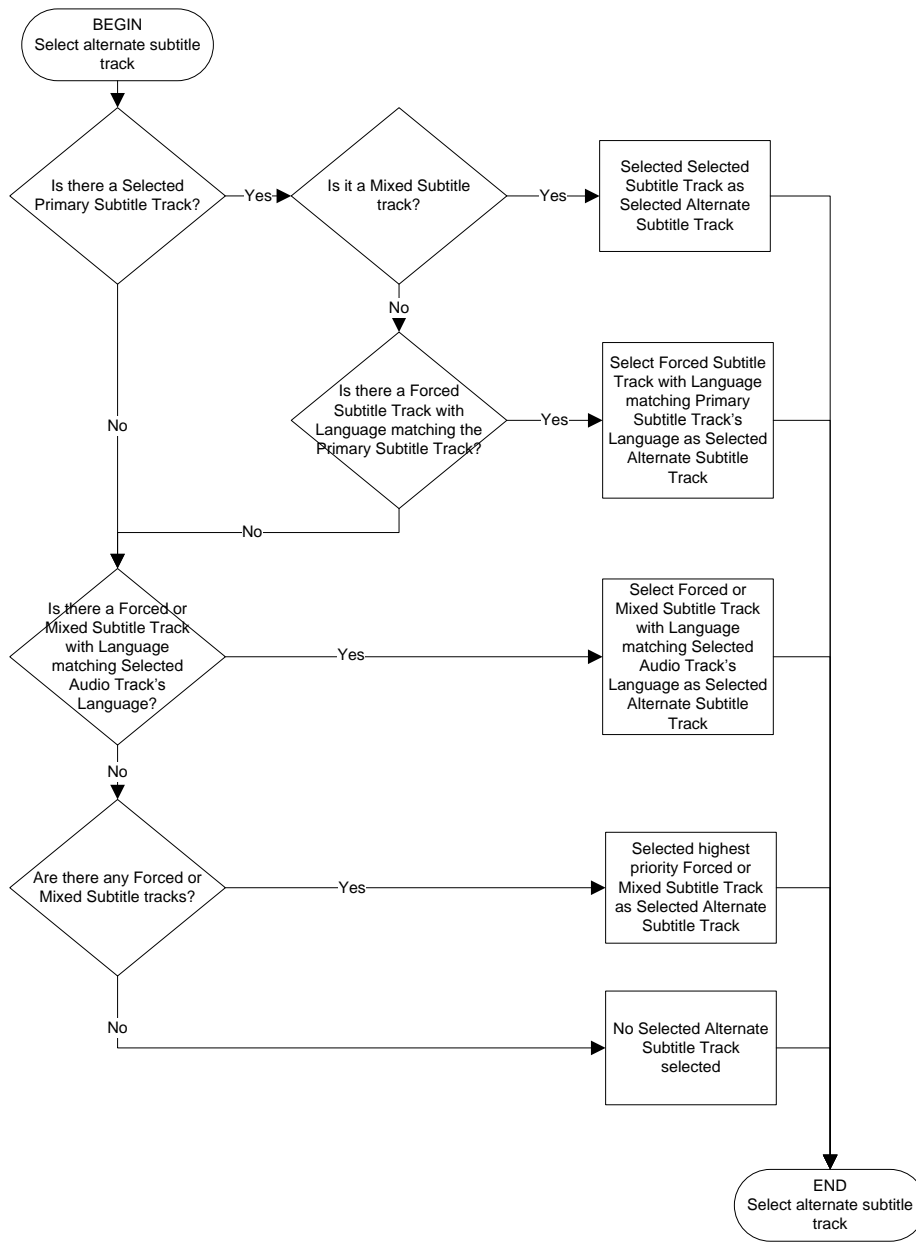 BEGIN
Select alternate subtitle
track
Is there a Selected
Primary Subtitle Track?
Yes
Is it a Mixed Subtitle
track?
Yes
Selected Selected
Subtitle Track as
Selected Alternate
Subtitle Track
No
Is there a Forced
Subtitle Track with
Language matching the
Primary Subtitle Track?
Yes
Select Forced Subtitle
Track with Language
matching Primary
Subtitle Track's
Language as Selected
Alternate Subtitle
Track
No
No
Is there a Forced or
Mixed Subtitle Track
with Language
matching Selected
Audio Track's
Language?
Yes
Select Forced or
Mixed Subtitle Track
with Language
matching Selected
Audio Track's
Language as Selected
Alternate Subtitle
Track
No
Are there any Forced or
Mixed Subtitle tracks?
Yes
Selected highest
priority Forced or
Mixed Subtitle Track
as Selected Alternate
Subtitle Track
No
No Selected Alternate
Subtitle Track
selected
END
Select alternate subtitle
track